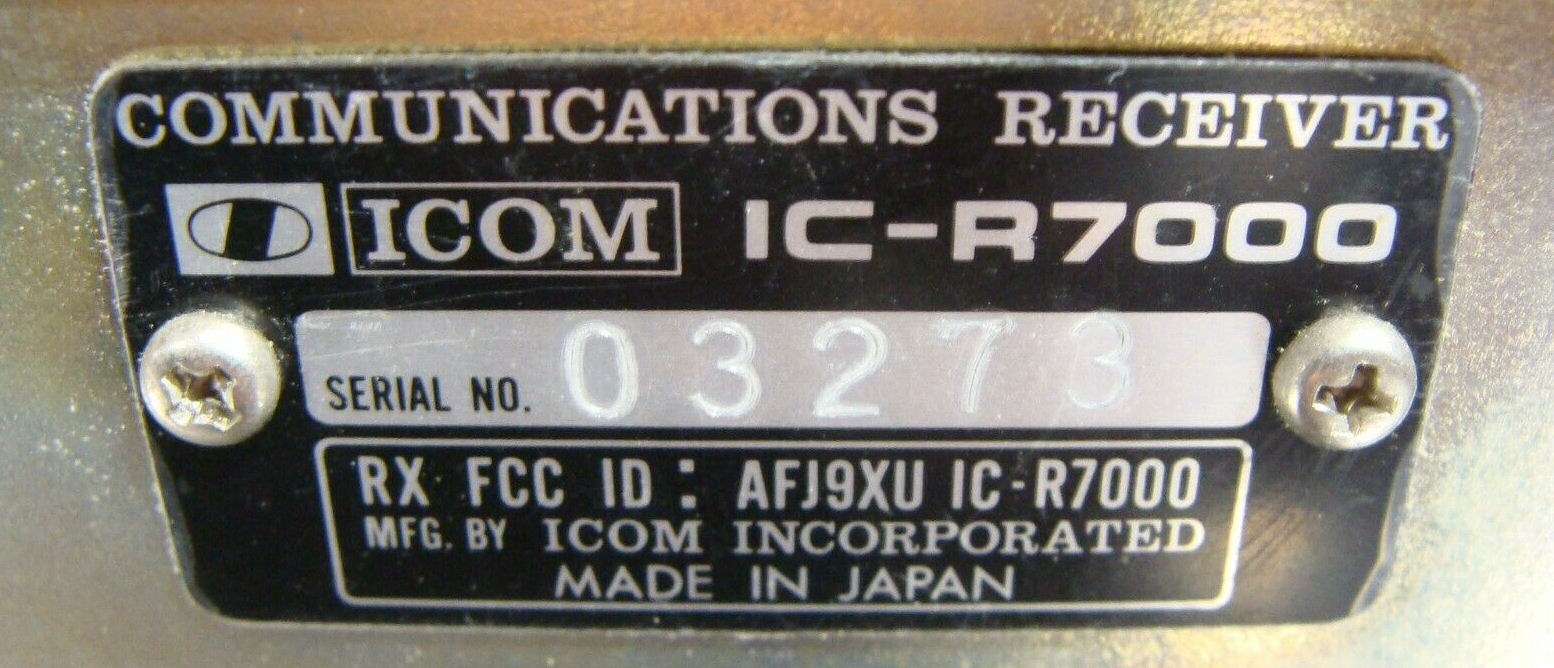 COMMUNICATIONS RECEIVER
ICOM IC-R7000
SERIAL NO. 03273
RX FCC ID: AFJ9XU IC-R7000
MFG. BY ICOM INCORPORATED
MADE IN JAPAN